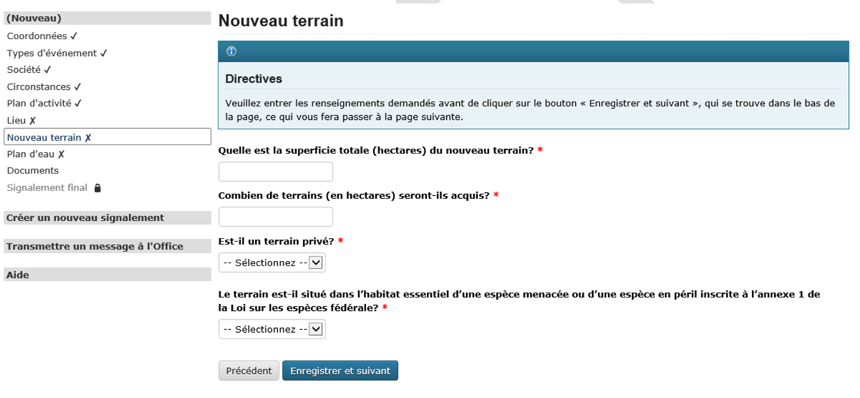 (Nouveau)
Coordonnées ✓
Types d'événement ✓
Société ✓
Circonstances ✓
Plan d'activité ✓
Lieu ✗
Nouveau terrain ✗
Plan d'eau ✗
Documents
Signalement final
Créer un nouveau signalement
Transmettre un message à l'Office
Aide
Nouveau terrain
Directives
Veuillez entrer les renseignements demandés avant de cliquer sur le bouton « Enregistrer et suivant », qui se trouve dans le bas de
la page, ce qui vous fera passer à la page suivante.
Quelle est la superficie totale (hectares) du nouveau terrain? *
Combien de terrains (en hectares) seront-ils acquis? *
Est-il un terrain privé? *
-- Sélectionnez --
Le terrain est-il situé dans l’habitat essentiel d’une espèce menacée ou d’une espèce en péril inscrite à l’annexe 1 de
la Loi sur les espèces fédérale? *
-- Sélectionnez --
Précédent
Enregistrer et suivant